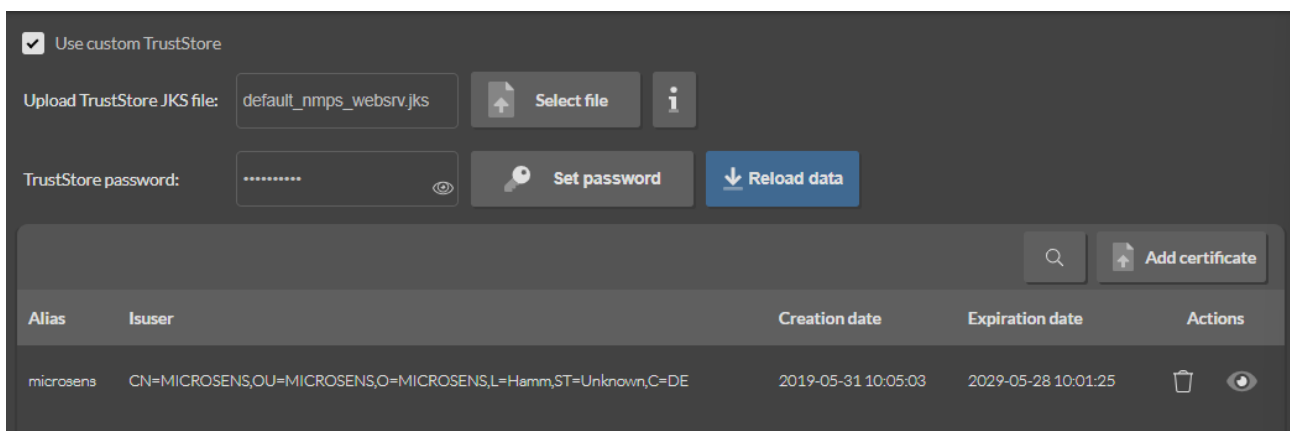 Use custom TrustStore
Upload TrustStore JKS file: default_nmps_websrv.jks Select file i
TrustStore password: •••••••••• Set password Reload data
Add certificate
Alias Isuser Creation date Expiration date Actions
microsens CN=MICROSENS,OU=MICROSENS,O=MICROSENS,L=Hamm,ST=Unknown,C=DE 2019-05-31 10:05:03 2029-05-28 10:01:25